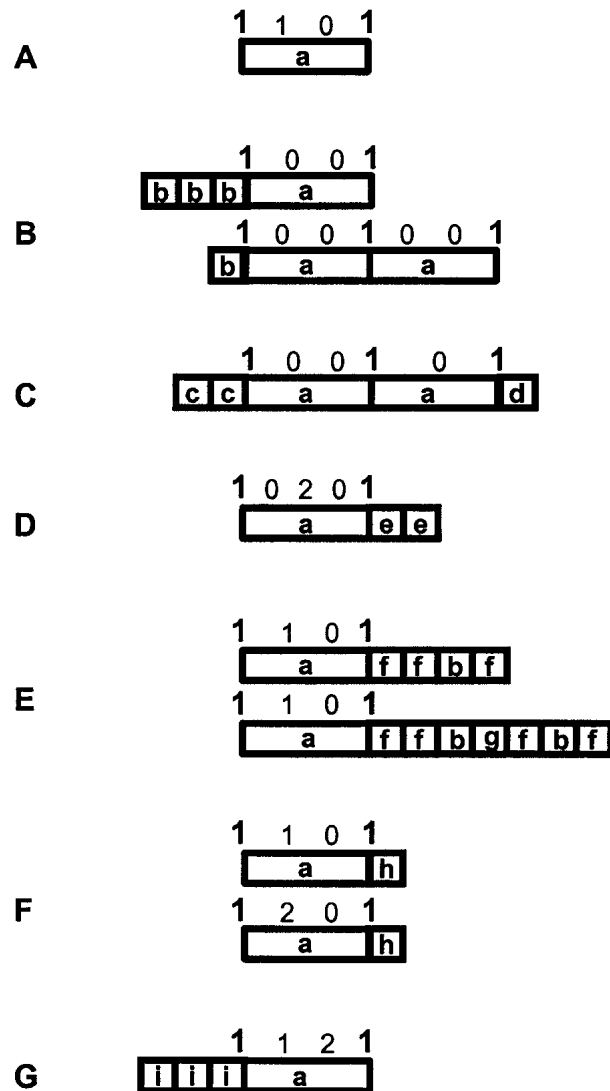 1 1 0 1
A a
1 0 0 1
b b b a
B
1 0 0 1 0 0 1
b a a
1 0 0 1 0 1
C c c a a d
1 0 2 0 1
D a e e
1 1 0 1
a f f b f
E
1 1 0 1
a f f b g f b f
1 1 0 1
a h
F
1 2 0 1
a h
1 1 2 1
G i i i a